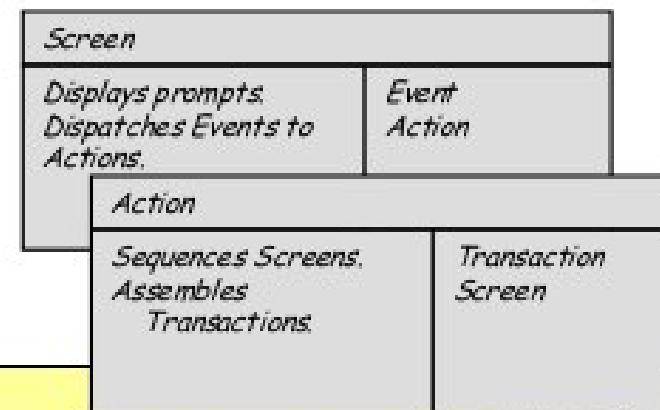 Screen
Displays prompts.
Dispatches Events to
Actions.
Event
Action
Action
Sequences Screens.
Assembles
Transactions.
Transaction
Screen